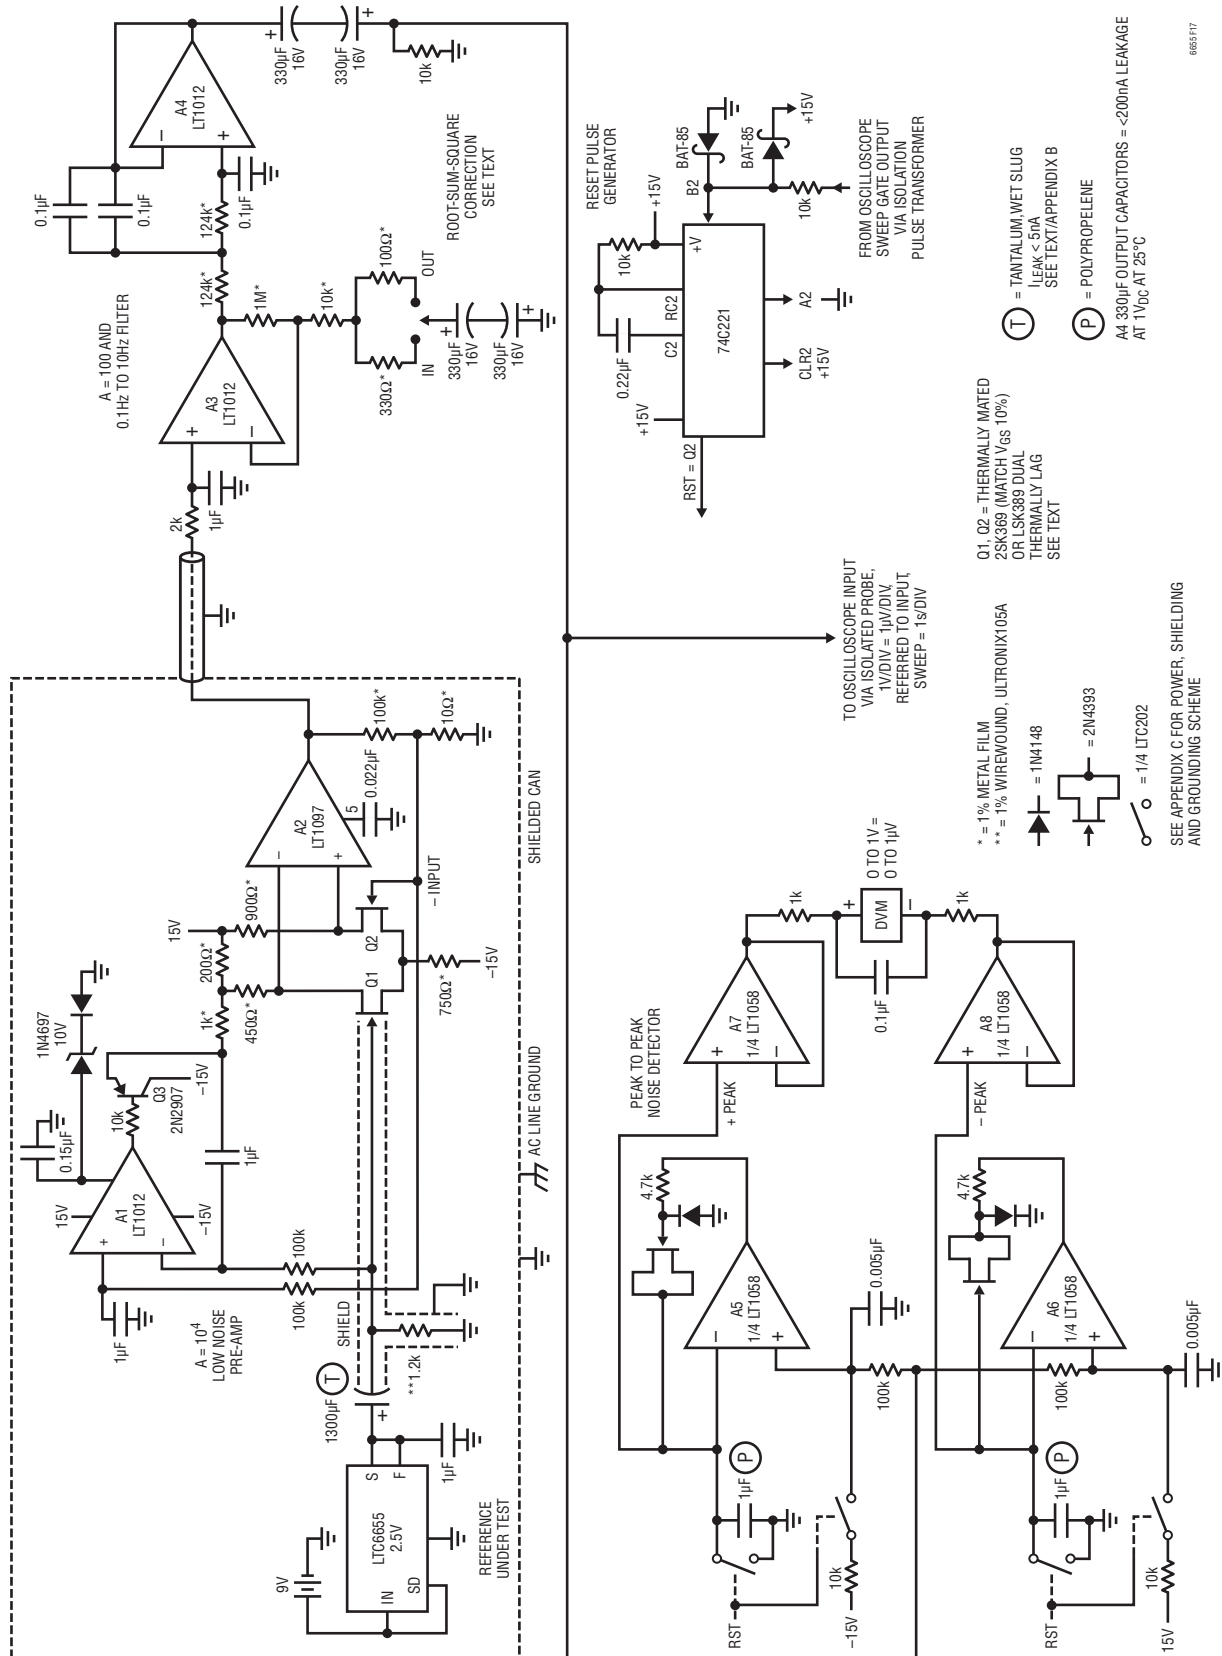 9V
IN
SD
LTC6655
2.5V
S
F
1µF
REFERENCE
UNDER TEST
1300µF
T
+
**1.2k
SHIELD
A = 10⁴
LOW NOISE
PRE-AMP
1µF
100k
100k
15V
+
–
A1
LT1012
–15V
0.15µF
1µF
10k
Q3
2N2907
–15V
1N4697
10V
1k*
200Ω*
450Ω*
900Ω*
15V
Q1
Q2
750Ω*
–15V
– INPUT
–
+
A2
LT1097
5
0.022µF
100k*
10Ω*
AC LINE GROUND
SHIELDED CAN
2k
1µF
A = 100 AND
0.1Hz TO 10Hz FILTER
+
–
A3
LT1012
124k*
1M*
10k*
330Ω*
100Ω*
IN
OUT
+
330µF
16V
330µF
16V
+
ROOT-SUM-SQUARE
CORRECTION
SEE TEXT
124k*
0.1µF
0.1µF
0.1µF
–
+
A4
LT1012
+
330µF
16V
330µF
16V
+
10k
TO OSCILLOSCOPE INPUT
VIA ISOLATED PROBE,
1V/DIV = 1µV/DIV,
REFERRED TO INPUT,
SWEEP = 1s/DIV
RESET PULSE
GENERATOR
RST = Q2
+15V
0.22µF
10k
+15V
C2
RC2
+V
74C221
CLR2
+15V
A2
B2
BAT-85
BAT-85
+15V
10k
FROM OSCILLOSCOPE
SWEEP GATE OUTPUT
VIA ISOLATION
PULSE TRANSFORMER
RST
1µF
P
10k
–15V
–
+
A5
1/4 LT1058
4.7k
0.005µF
100k
PEAK TO PEAK
NOISE DETECTOR
+ PEAK
+
–
A7
1/4 LT1058
1k
+
DVM
–
0 TO 1V =
0 TO 1µV
0.1µF
1k
RST
1µF
P
10k
15V
–
+
A6
1/4 LT1058
4.7k
100k
0.005µF
– PEAK
+
–
A8
1/4 LT1058
* = 1% METAL FILM
** = 1% WIREWOUND, ULTRONIX105A
= 1N4148
= 2N4393
= 1/4 LTC202
SEE APPENDIX C FOR POWER, SHIELDING
AND GROUNDING SCHEME
Q1, Q2 = THERMALLY MATED
2SK369 (MATCH VGS 10%)
OR LSK389 DUAL
THERMALLY LAG
SEE TEXT
T = TANTALUM,WET SLUG
ILEAK < 5nA
SEE TEXT/APPENDIX B
P = POLYPROPELENE
A4 330µF OUTPUT CAPACITORS = <200nA LEAKAGE
AT 1VDC AT 25°C
6655 F17